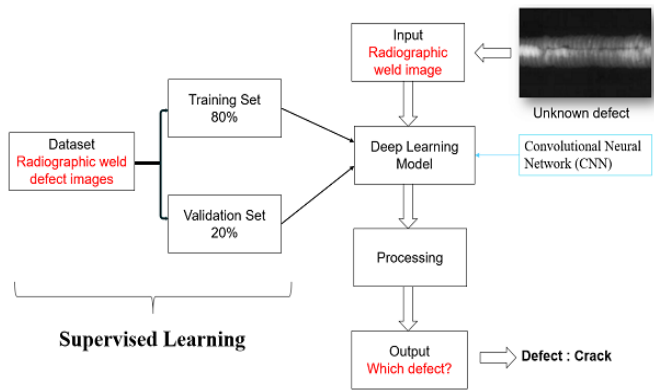 Input
Radiographic
weld image
Unknown defect
Training Set
80%
Dataset
Radiographic weld
defect images
Deep Learning
Model
Convolutional Neural
Network (CNN)
Validation Set
20%
Processing
Supervised Learning
Output
Which defect?
Defect : Crack